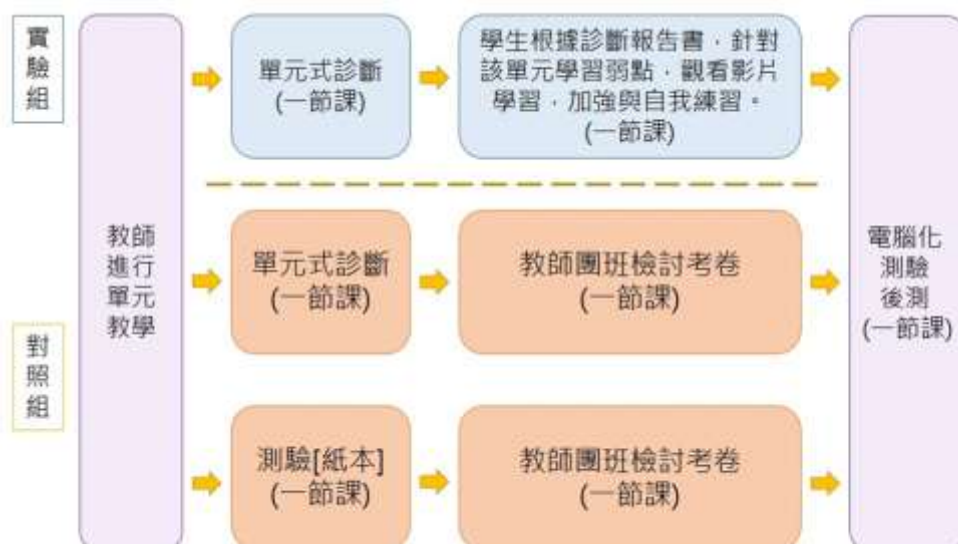 實
驗
組
教師
進行
單元
教學
單元式診斷
(一節課)
學生根據診斷報告書，針對
該單元學習弱點，觀看影片
學習，加強與自我練習。
(一節課)
對
照
組
單元式診斷
(一節課)
教師團班檢討考卷
(一節課)
測驗[紙本]
(一節課)
教師團班檢討考卷
(一節課)
電腦化
測驗
後測
(一節課)